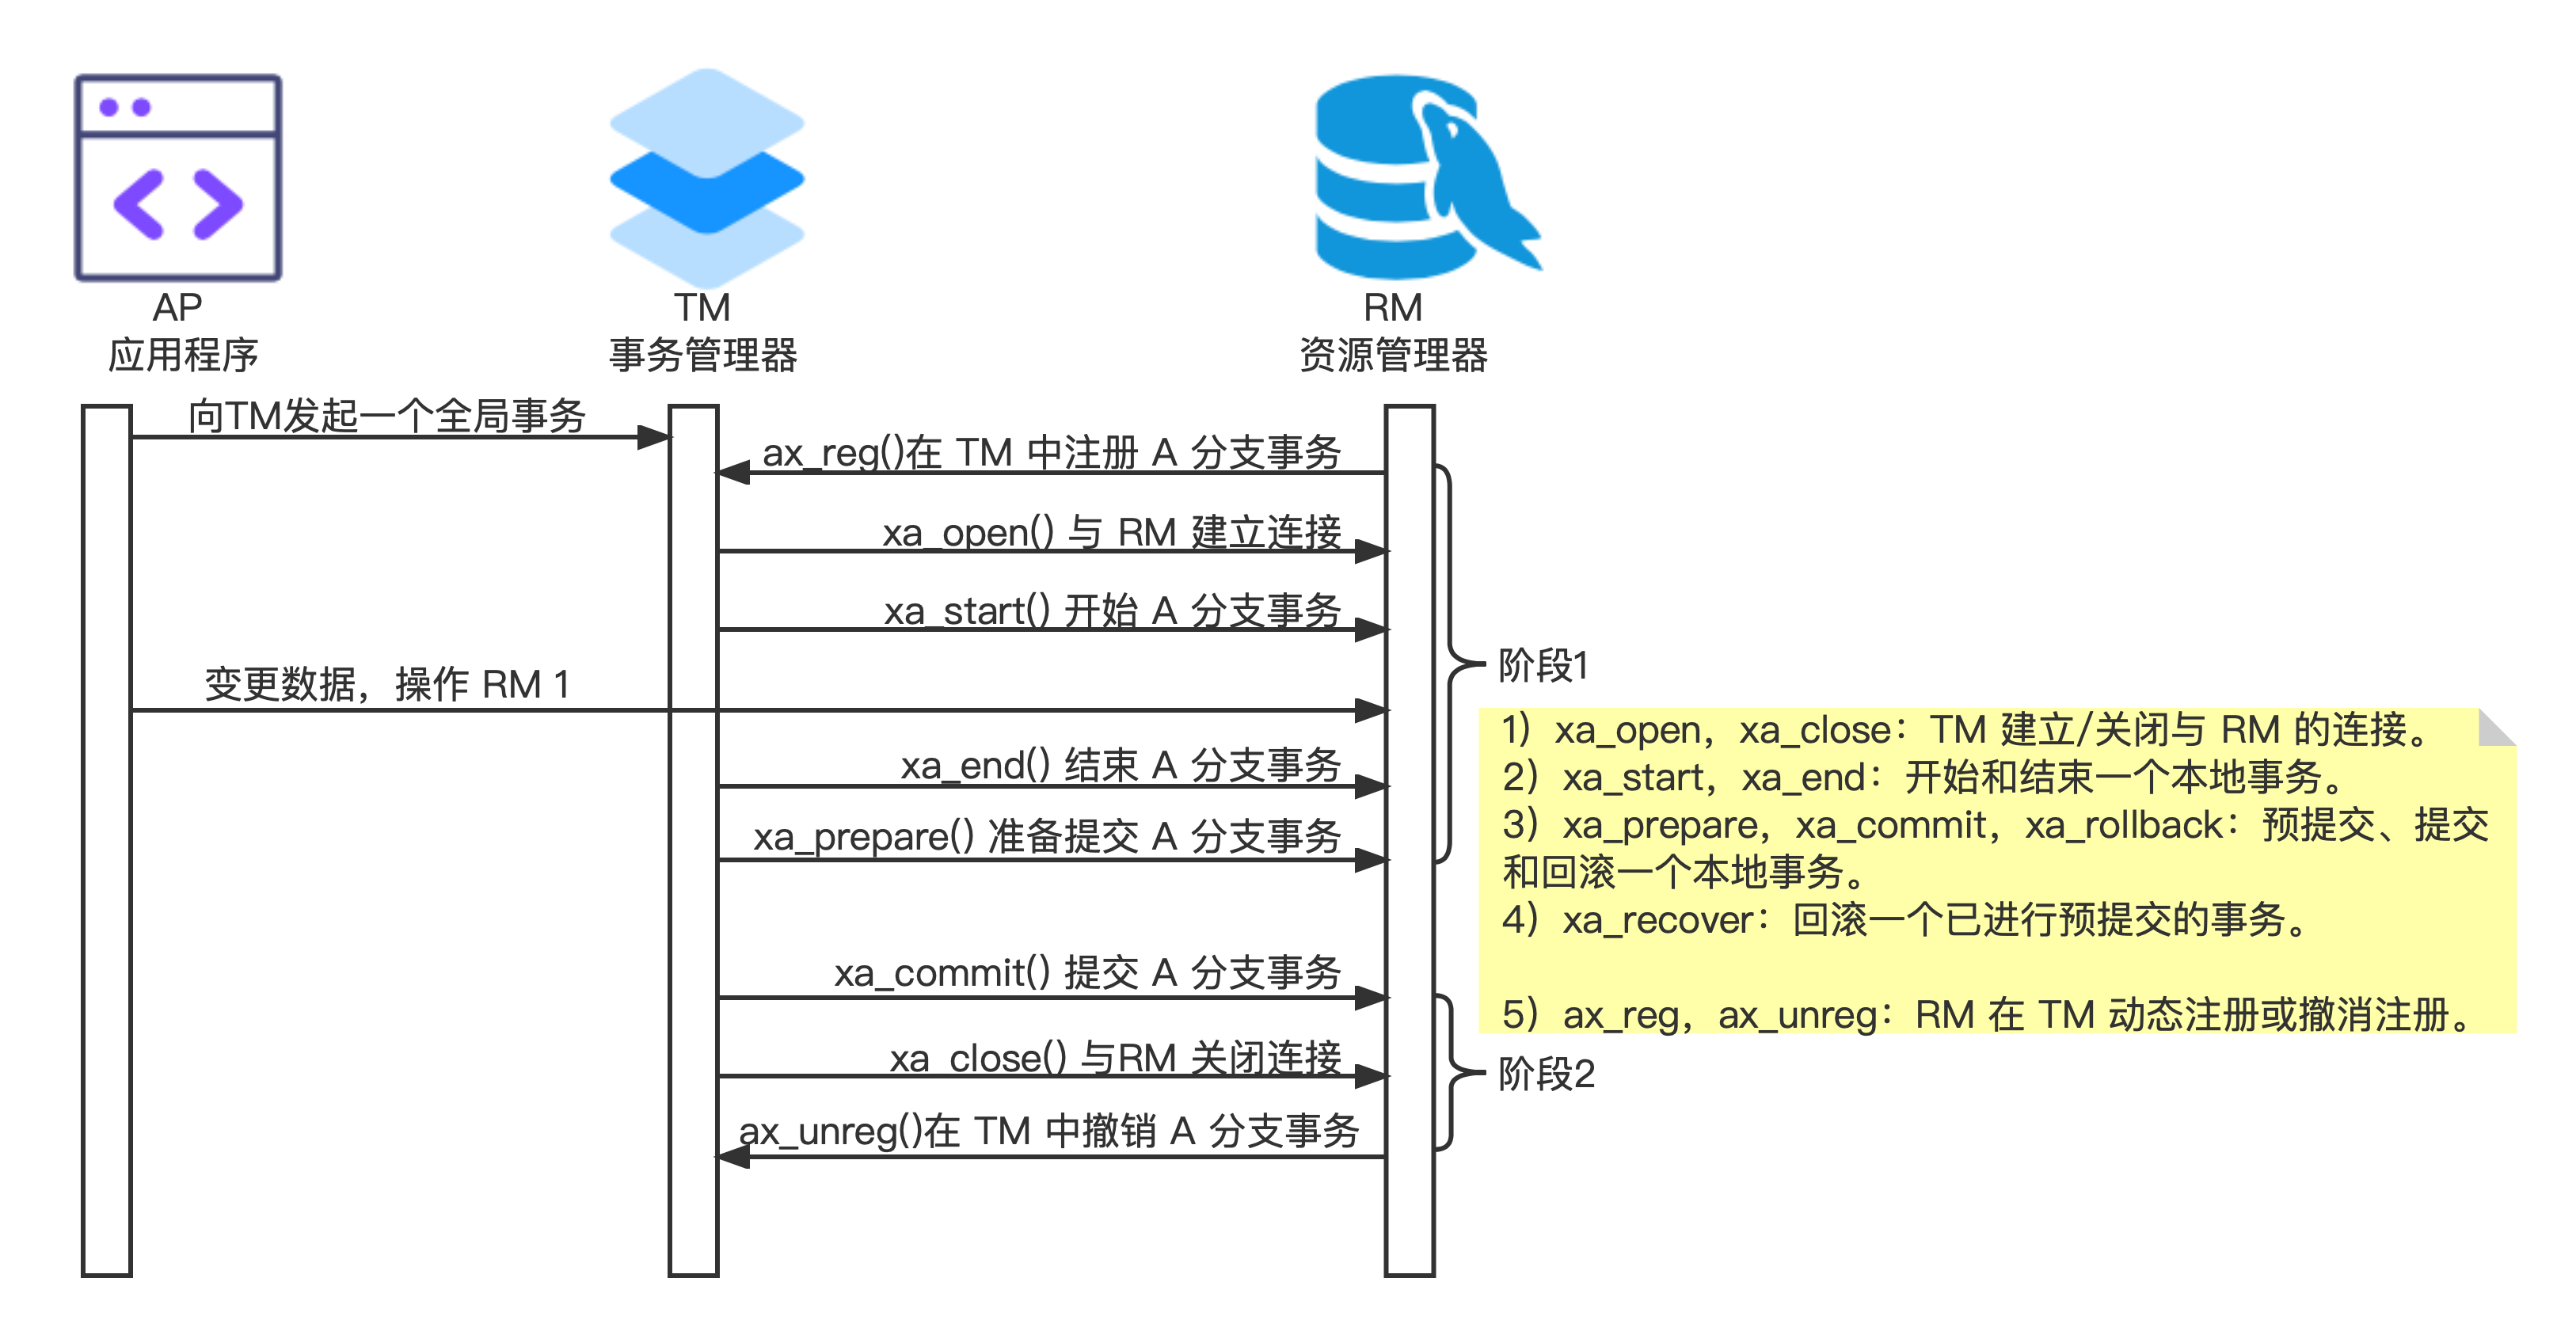 AP
应用程序
TM
事务管理器
RM
资源管理器
向TM发起一个全局事务
ax_reg()在 TM 中注册 A 分支事务
xa_open() 与 RM 建立连接
xa_start() 开始 A 分支事务
变更数据，操作 RM 1
xa_end() 结束 A 分支事务
xa_prepare() 准备提交 A 分支事务
xa_commit() 提交 A 分支事务
xa_close() 与RM 关闭连接
ax_unreg()在 TM 中撤销 A 分支事务
阶段1
1）xa_open，xa_close：TM 建立/关闭与 RM 的连接。
2）xa_start，xa_end：开始和结束一个本地事务。
3）xa_prepare，xa_commit，xa_rollback：预提交、提交
和回滚一个本地事务。
4）xa_recover：回滚一个已进行预提交的事务。
5）ax_reg，ax_unreg：RM 在 TM 动态注册或撤消注册。
阶段2